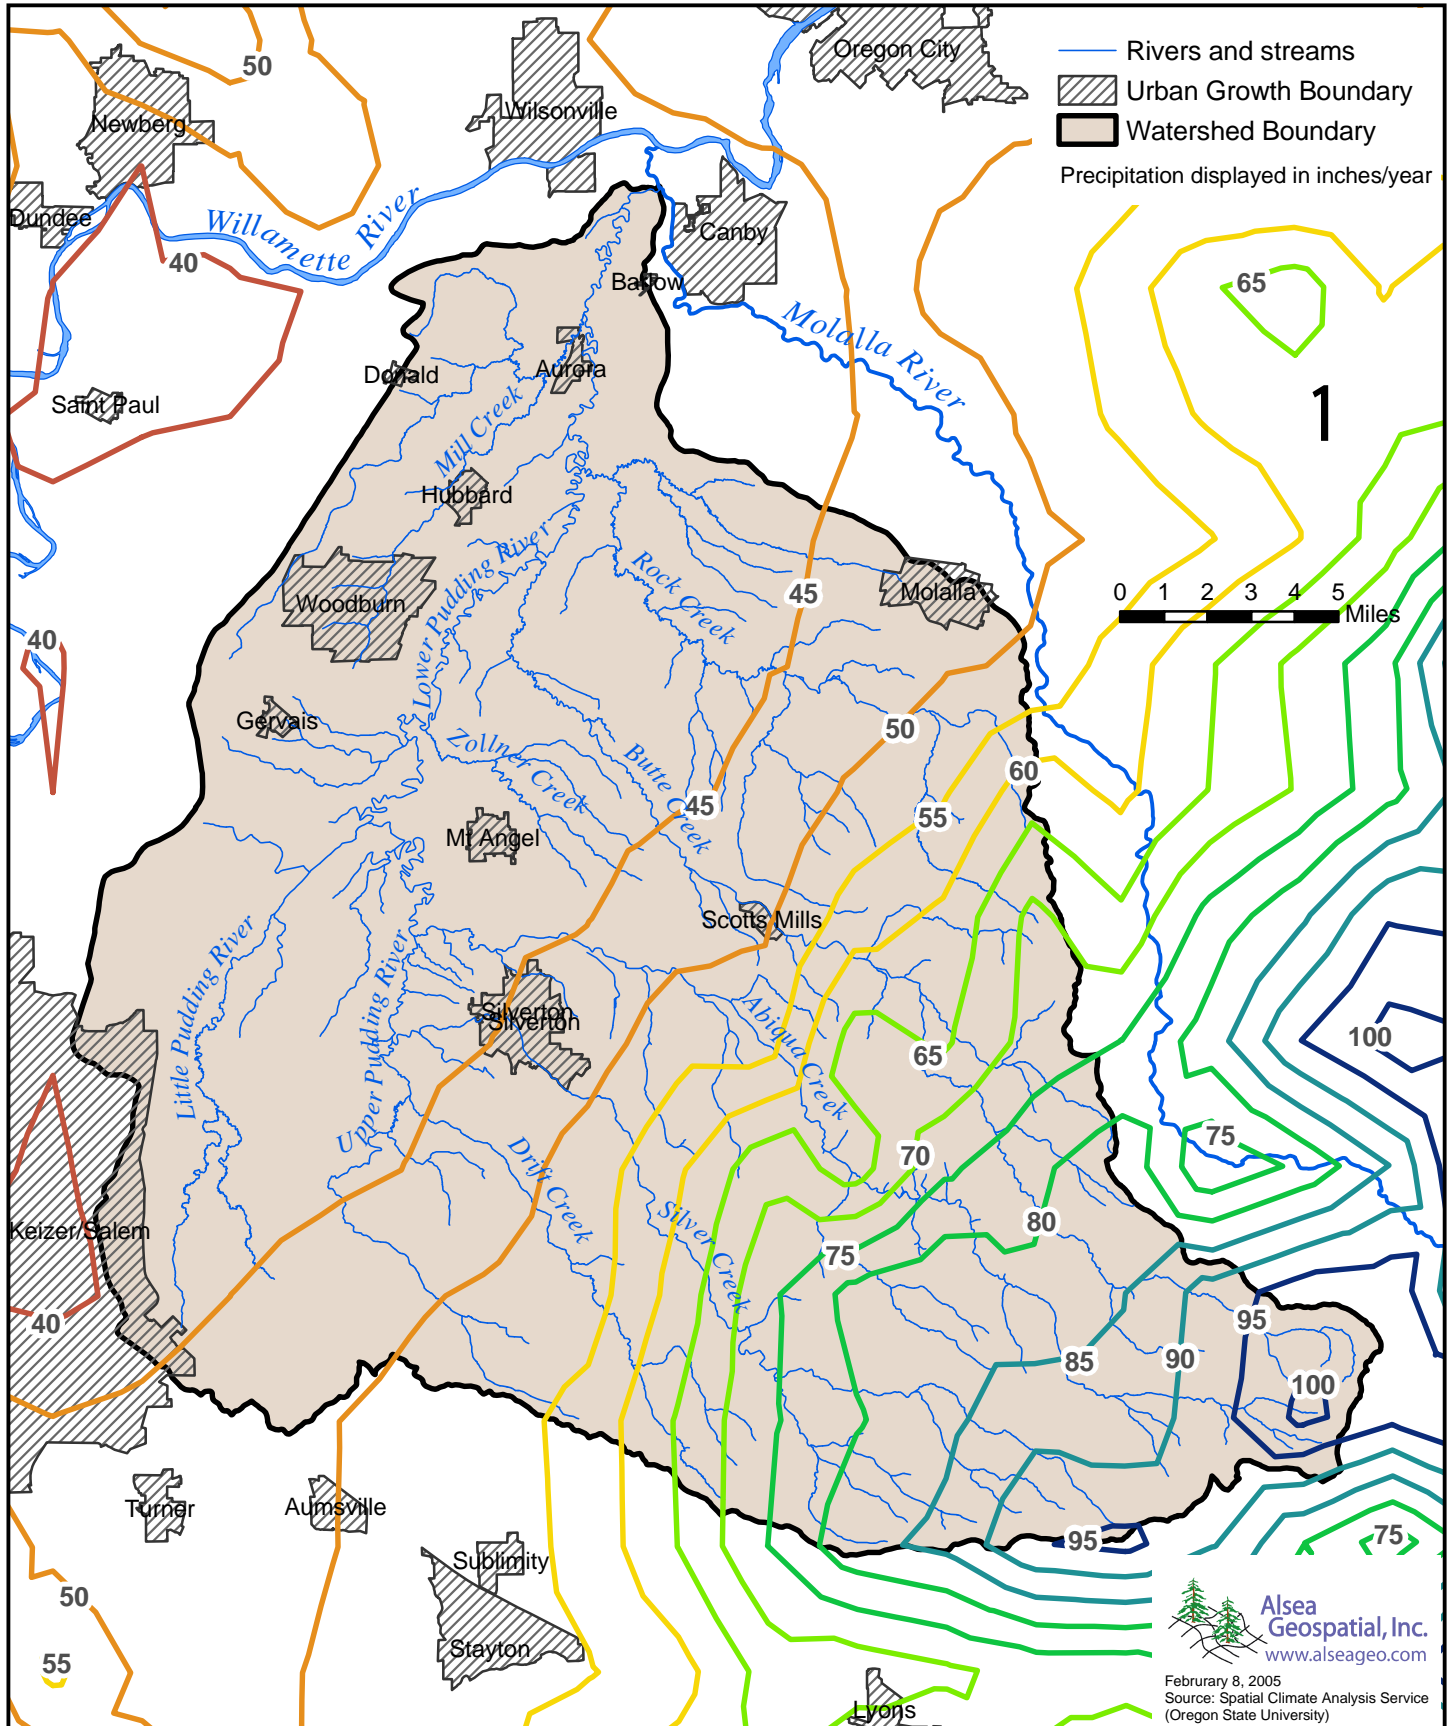 Oregon City
Rivers and streams
50
Urban Growth Boundary
Wilsonville
Newberg
Watershed Boundary
Precipitation displayed in inches/year
Dundee
Willamette River
Canby
40
Barlow
65
Molalla River
Donald
Aurora
Saint Paul
1
Mill Creek
Hubbard
Lower Pudding River
Rock Creek
45
Molalla
0 1 2 3 4 5
Miles
Woodburn
40
Gervais
50
Zollner Creek
Butte Creek
60
45
55
Mt Angel
Scotts Mills
Little Pudding River
Upper Pudding River
Silverton
Silverton
Abiqua Creek
100
65
75
Drift Creek
70
Keizer/Salem
Silver Creek
80
75
40
95
85
90
100
Turner
Aumsville
95
75
Sublimity
50
Stayton
55
Lyons
Alsea
Geospatial, Inc.
www.alseageo.com
Februrary 8, 2005
Source: Spatial Climate Analysis Service
(Oregon State University)